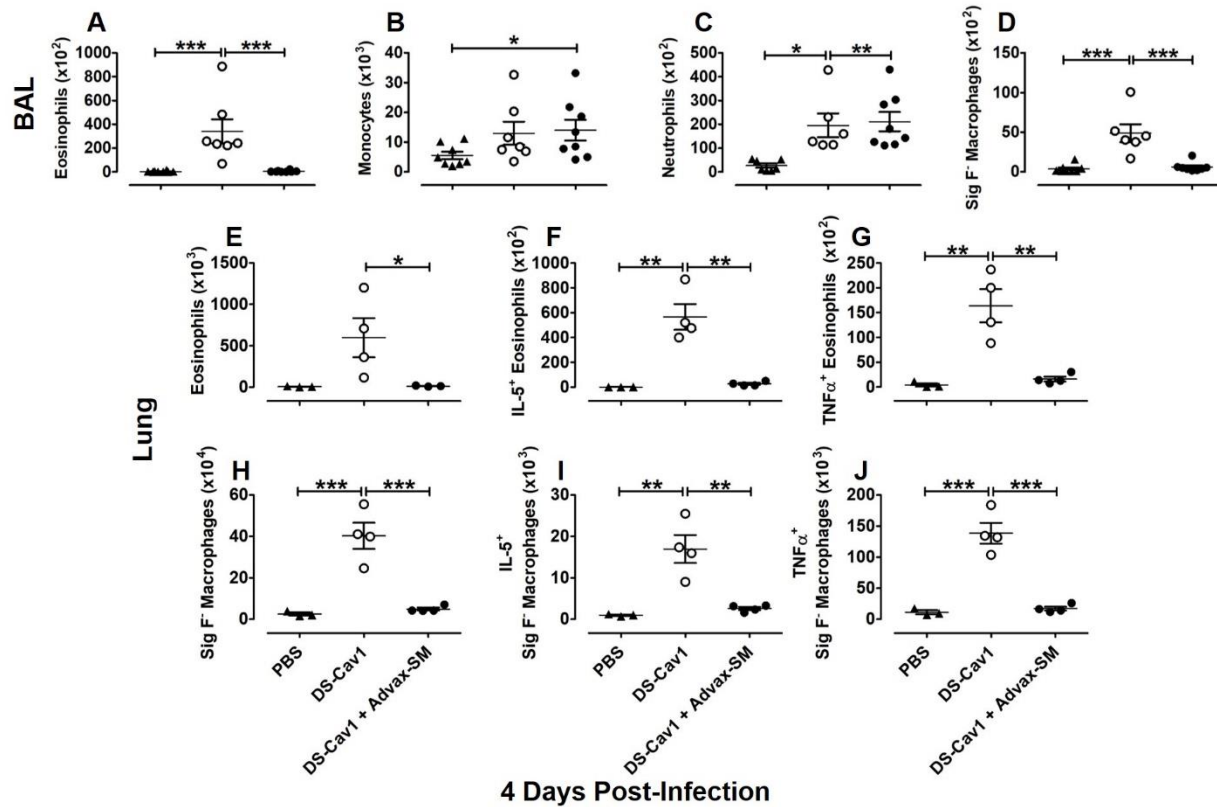 BAL
A
Eosinophils (x10²)
1000
800
600
400
200
0
***
***
B
Monocytes (x10³)
40
30
20
10
0
*
C
Neutrophils (x10²)
500
400
300
200
100
0
*
**
D
Sig F⁻ Macrophages (x10²)
150
100
50
0
***
***
Lung
E
Eosinophils (x10³)
1500
1000
500
0
*
F
IL-5⁺ Eosinophils (x10²)
1000
800
600
400
200
0
**
**
G
TNFα⁺ Eosinophils (x10²)
250
200
150
100
50
0
**
**
H
Sig F⁻ Macrophages (x10⁴)
60
40
20
0
***
***
PBS
DS-Cav1
DS-Cav1 + Advax-SM
I
IL-5⁺
Sig F⁻ Macrophages (x10³)
30
20
10
0
**
**
PBS
DS-Cav1
DS-Cav1 + Advax-SM
J
TNFα⁺
Sig F⁻ Macrophages (x10³)
200
150
100
50
0
***
***
PBS
DS-Cav1
DS-Cav1 + Advax-SM
4 Days Post-Infection